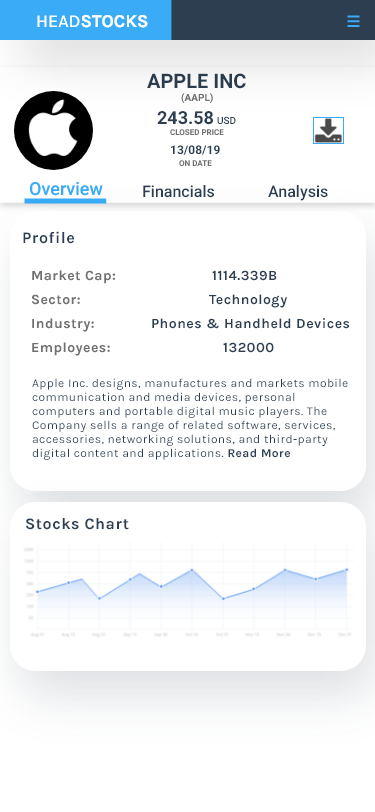 HEADSTOCKS
APPLE INC
(AAPL)
243.58 USD
CLOSED PRICE
13/08/19
ON DATE
Overview Financials Analysis
Profile
Market Cap: 1114.339B
Sector: Technology
Industry: Phones & Handheld Devices
Employees: 132000
Apple Inc. designs, manufactures and markets mobile
communication and media devices, personal
computers and portable digital music players. The
Company sells a range of related software, services,
accessories, networking solutions, and third-party
digital content and applications. Read More
Stocks Chart